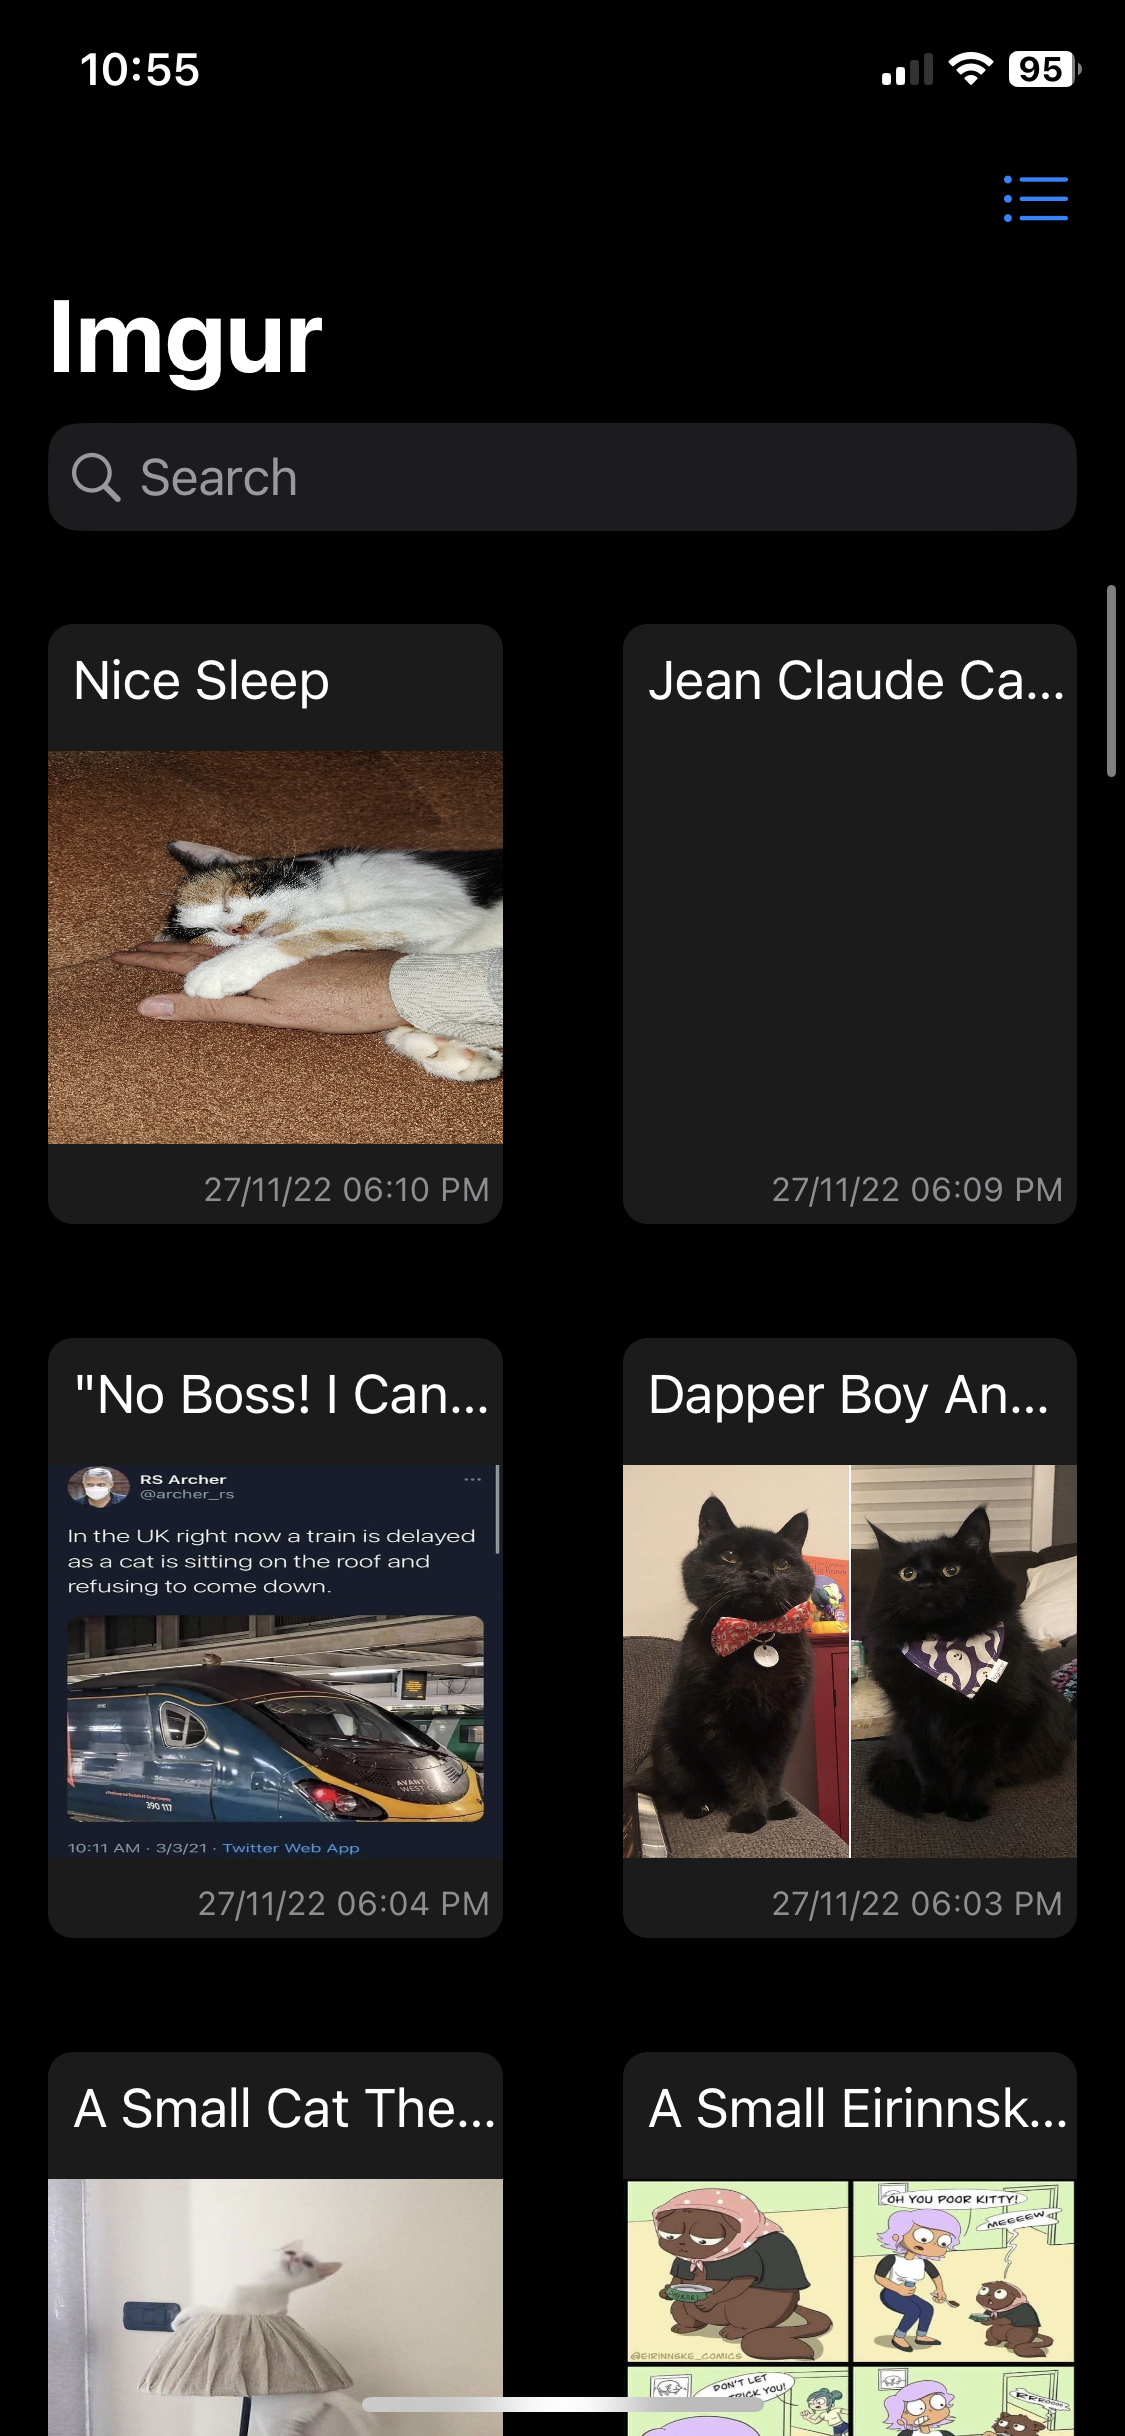 10:55
95
Imgur
Search
Nice Sleep
Jean Claude Ca...
27/11/22 06:10 PM
27/11/22 06:09 PM
"No Boss! I Can...
Dapper Boy An...
RS Archer
@archer_rs
In the UK right now a train is delayed
as a cat is sitting on the roof and
refusing to come down.
AVANTI
WEST
390 117
10:11 AM · 3/3/21 · Twitter Web App
27/11/22 06:04 PM
27/11/22 06:03 PM
A Small Cat The...
A Small Eirinnsk...
OH YOU POOR KITTY!
MEEEEW
@EIRINNSKE_COMICS
DON'T LET
YOU!